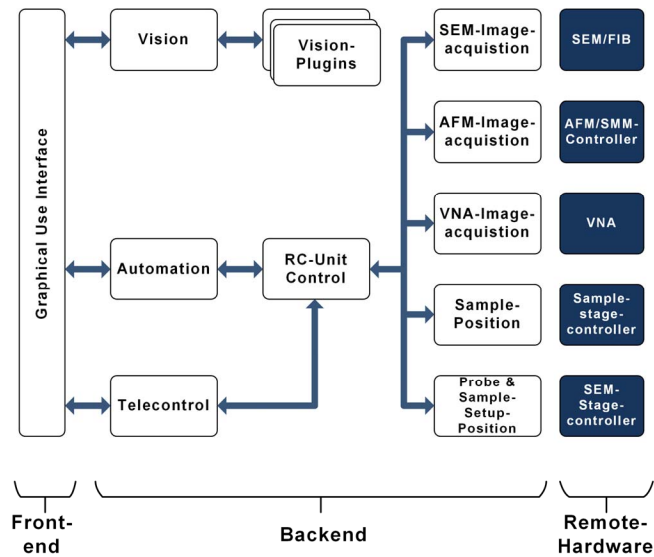 Graphical Use Interface
Vision
Vision-
Plugins
SEM-Image-
acquistion
SEM/FIB
AFM-Image-
acquistion
AFM/SMM-
Controller
VNA-Image-
acquistion
VNA
Automation
RC-Unit
Control
Sample-
Position
Sample-
stage-
controller
Telecontrol
Probe &
Sample-
Setup-
Position
SEM-
Stage-
controller
Front-
end
Backend
Remote-
Hardware